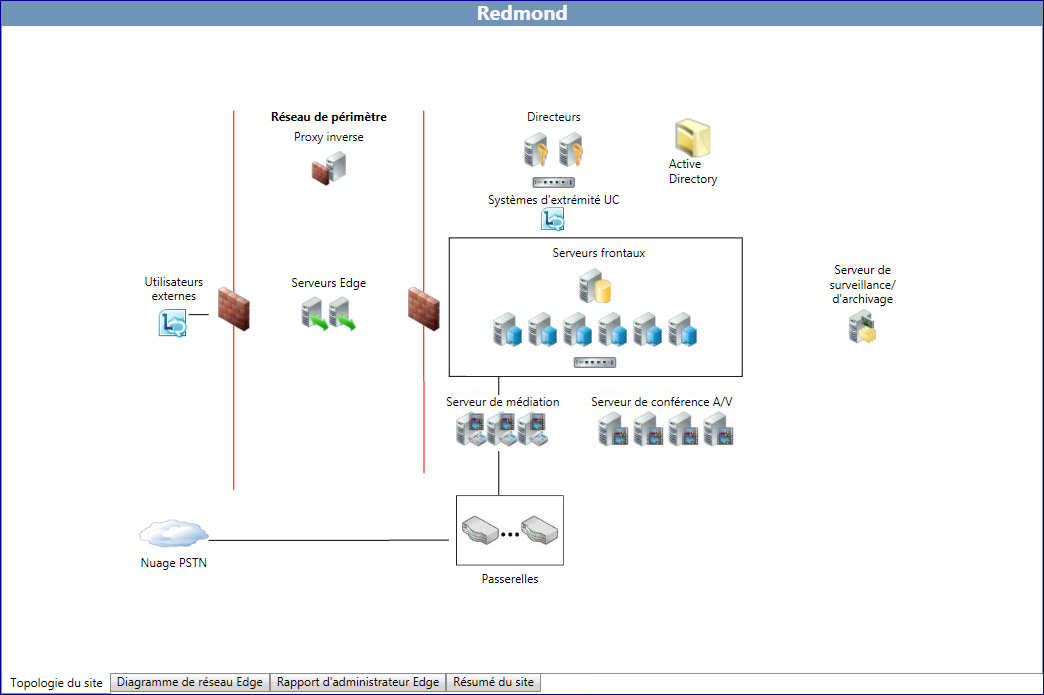 Redmond
Réseau de périmètre
Proxy inverse
Directeurs
Active
Directory
Systèmes d'extrémité UC
Serveurs frontaux
Utilisateurs
externes
Serveurs Edge
Serveur de
surveillance/
d'archivage
Serveur de médiation
Serveur de conférence A/V
Nuage PSTN
Passerelles
Topologie du site
Diagramme de réseau Edge
Rapport d'administrateur Edge
Résumé du site